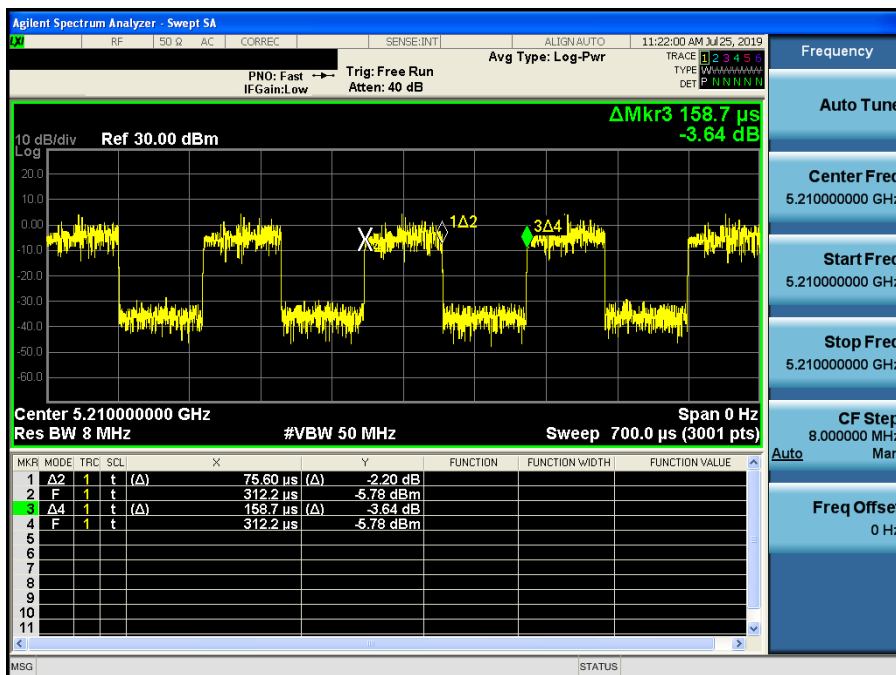 Agilent Spectrum Analyzer - Swept SA
LXI RF 50 Ω AC CORREC SENSE:INT ALIGN AUTO 11:22:00 AM Jul 25, 2019
Avg Type: Log-Pwr TRACE 1 2 3 4 5 6
PNO: Fast Trig: Free Run TYPE W
IFGain:Low Atten: 40 dB DET P N N N N N
ΔMkr3 158.7 µs
-3.64 dB
10 dB/div Ref 30.00 dBm
Log
20.0
10.0
0.00
-10.0
-20.0
-30.0
-40.0
-50.0
-60.0
1Δ2
3Δ4
Center 5.210000000 GHz Span 0 Hz
Res BW 8 MHz #VBW 50 MHz Sweep 700.0 µs (3001 pts)
MKR MODE TRC SCL X Y FUNCTION FUNCTION WIDTH FUNCTION VALUE
1 Δ2 1 t (Δ) 75.60 µs (Δ) -2.20 dB
2 F 1 t 312.2 µs -5.78 dBm
3 Δ4 1 t (Δ) 158.7 µs (Δ) -3.64 dB
4 F 1 t 312.2 µs -5.78 dBm
5
6
7
8
9
10
11
MSG STATUS
Frequency
Auto Tune
Center Freq
5.210000000 GHz
Start Freq
5.210000000 GHz
Stop Freq
5.210000000 GHz
CF Step
8.000000 MHz
Auto Man
Freq Offset
0 Hz